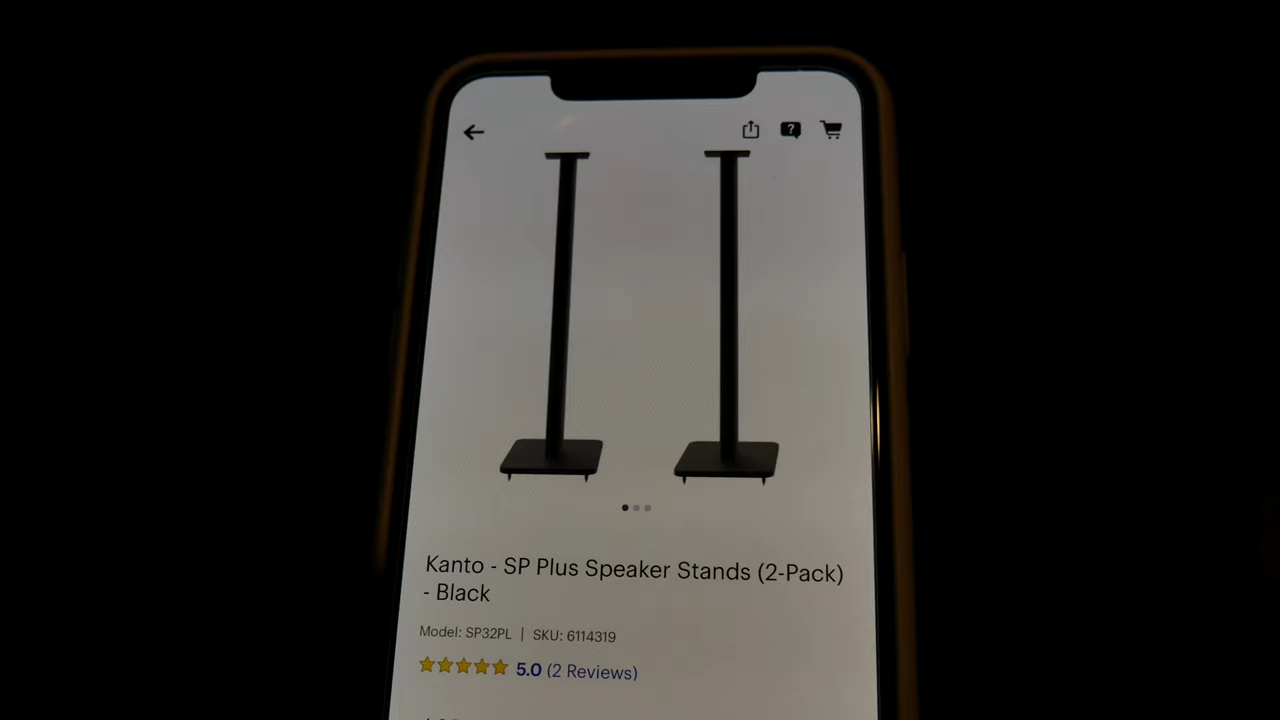 Kanto - SP Plus Speaker Stands (2-Pack)
- Black
Model: SP32PL | SKU: 6114319
5.0 (2 Reviews)